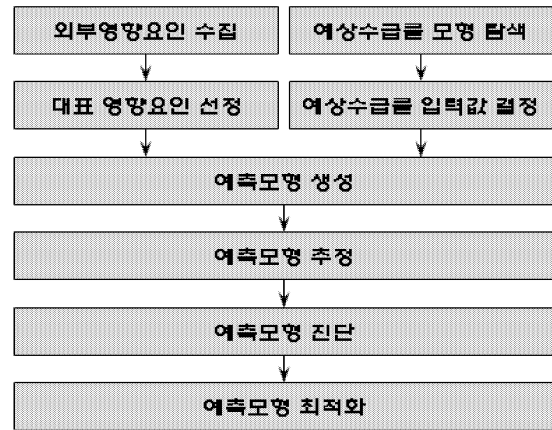 외부영향요인 수집
예상수급률 모형 탐색
대표 영향요인 선정
예상수급률 입력값 결정
예측모형 생성
예측모형 추정
예측모형 진단
예측모형 최적화